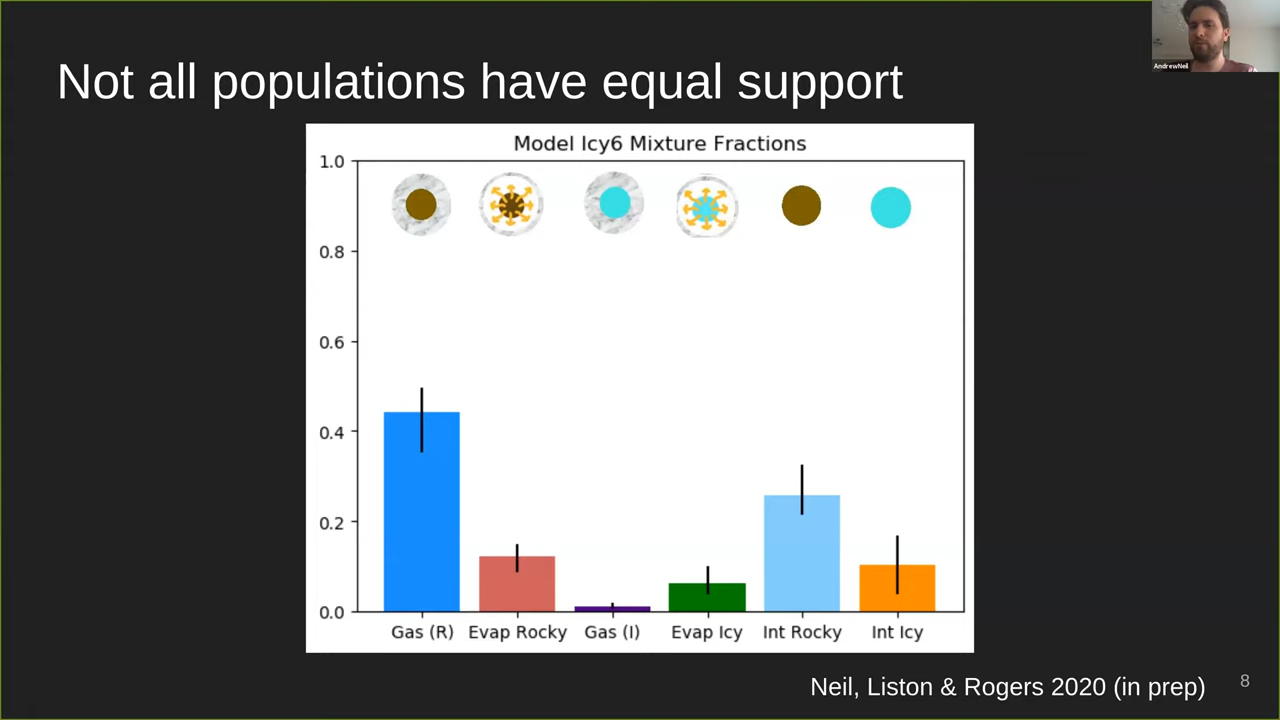 Not all populations have equal support
AndrewNeil
Model Icy6 Mixture Fractions
1.0
0.8
0.6
0.4
0.2
0.0
Gas (R) Evap Rocky Gas (I) Evap Icy Int Rocky Int Icy
Neil, Liston & Rogers 2020 (in prep)
8